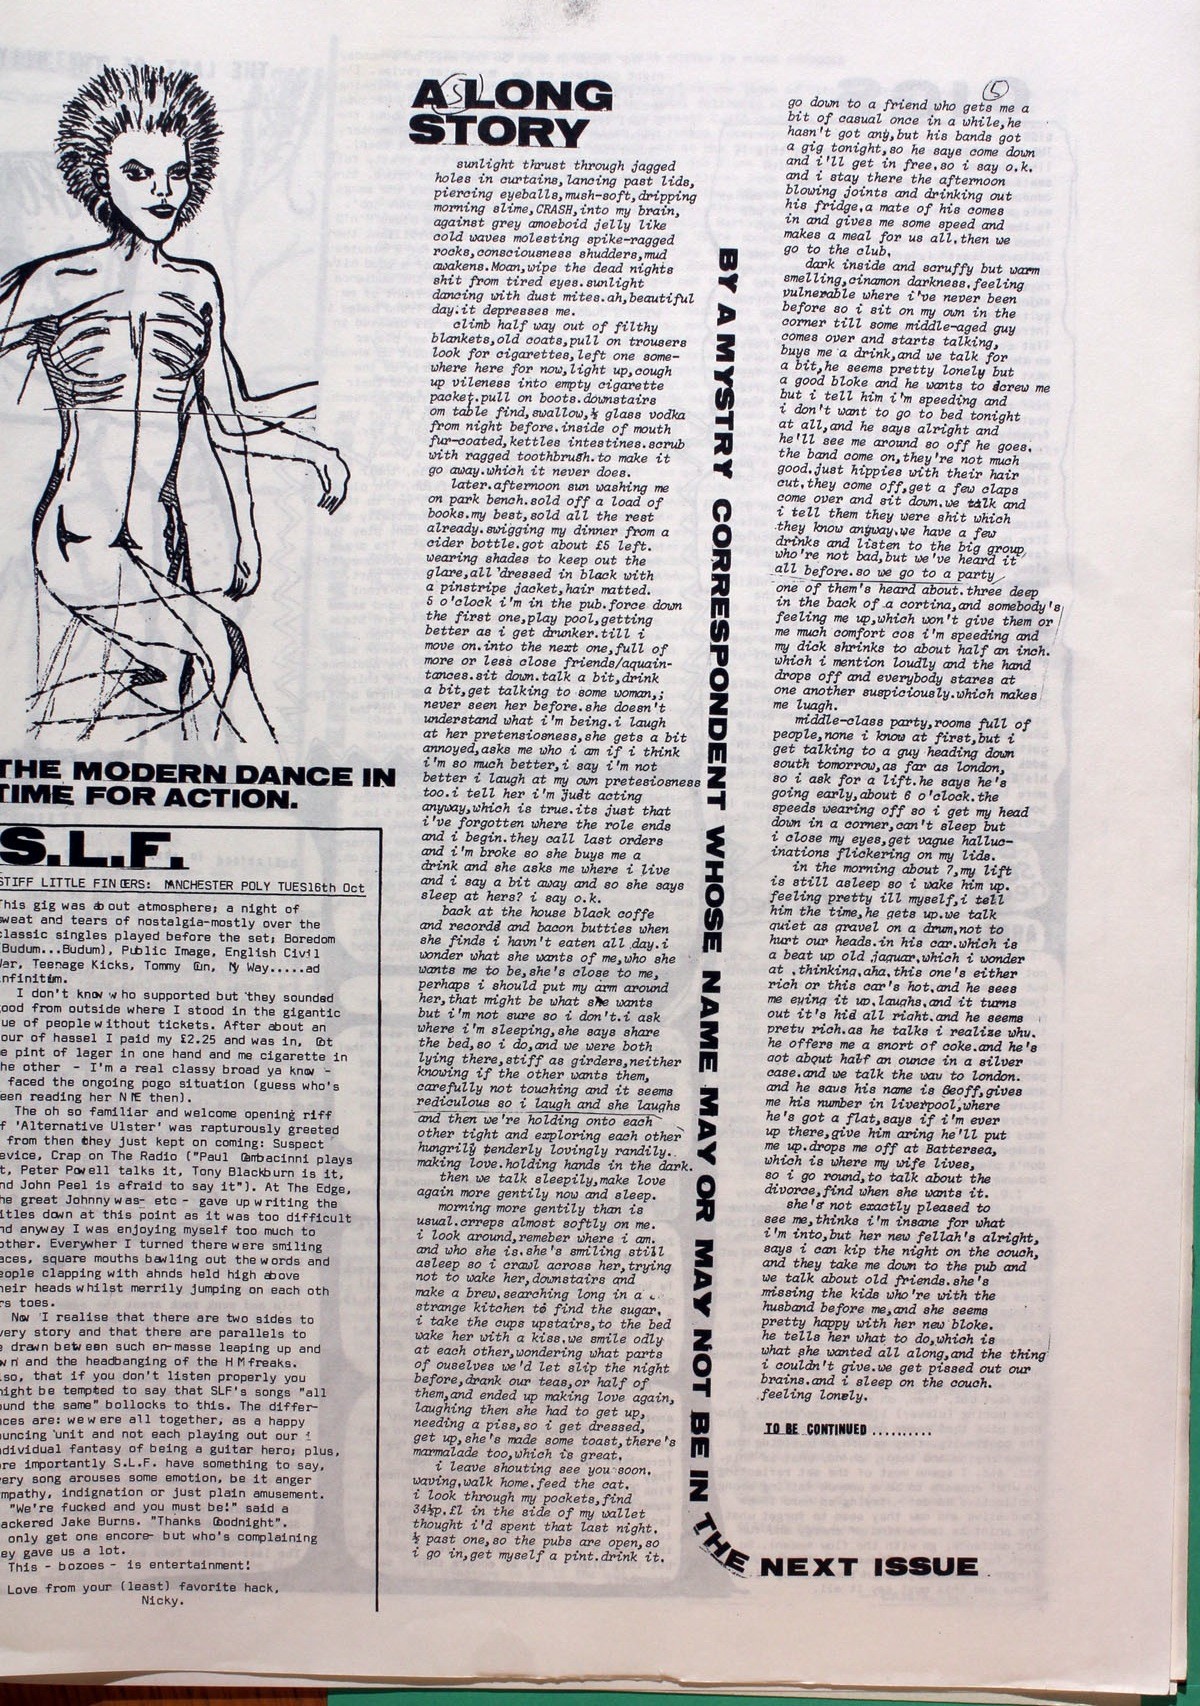 THE MODERN DANCE IN
TIME FOR ACTION.
S.L.F.
STIFF LITTLE FINGERS: MANCHESTER POLY TUES16th Oct
This gig was about atmosphere; a night of
sweat and tears of nostalgia-mostly over the
classic singles played before the set; Boredom
(Budum...Budum), Public Image, English Civil
War, Teenage Kicks, Tommy Gun, My Way.....ad
infinitim.
I don't know who supported but they sounded
good from outside where I stood in the gigantic
ue of people without tickets. After about an
our of hassel I paid my £2.25 and was in. Got
e pint of lager in one hand and me cigarette in
he other - I'm a real classy broad ya know -
faced the ongoing pogo situation (guess who's
een reading her NME then).
The oh so familiar and welcome opening riff
f 'Alternative Ulster' was rapturously greeted
from then they just kept on coming: Suspect
evice, Crap on The Radio ("Paul Gambacinni plays
t, Peter Powell talks it, Tony Blackburn is it,
nd John Peel is afraid to say it"). At The Edge,
he great Johnny was- etc - gave up writing the
itles down at this point as it was too difficult
nd anyway I was enjoying myself too much to
other. Everywher I turned there were smiling
aces, square mouths bawling out the words and
eople clapping with ahnds held high above
heir heads whilst merrily jumping on each oth
rs toes.
Now I realise that there are two sides to
very story and that there are parallels to
e drawn between such en-masse leaping up and
wn and the headbanging of the HM freaks.
lso, that if you don't listen properly you
ight be tempted to say that SLF's songs "all
ound the same" bollocks to this. The differ-
nces are: we were all together, as a happy
uncing unit and not each playing out our
dividual fantasy of being a guitar hero; plus,
re importantly S.L.F. have something to say,
very song arouses some emotion, be it anger
mpathy, indignation or just plain amusement.
"We're fucked and you must be!" said a
ackered Jake Burns. "Thanks Goodnight".
only get one encore- but who's complaining
ey gave us a lot.
This - bozoes - is entertainment!
Love from your (least) favorite hack,
Nicky.
A LONG
STORY
sunlight thrust through jagged
holes in curtains,lancing past lids,
piercing eyeballs,mush-soft,dripping
morning slime,CRASH,into my brain,
against grey amoeboid jelly like
cold waves molesting spike-ragged
rocks,consciousness shudders,mud
awakens.Moan,wipe the dead nights
shit from tired eyes.sunlight
dancing with dust mites.ah,beautiful
day:it depresses me.
climb half way out of filthy
blankets,old coats,pull on trousers
look for cigarettes,left one some-
where here for now,light up,cough
up vileness into empty cigarette
packet.pull on boots.downstairs
om table find,swallow,½ glass vodka
from night before.inside of mouth
fur-coated,kettles intestines.scrub
with ragged toothbrush.to make it
go away.which it never does.
later.afternoon sun washing me
on park bench.sold off a load of
books.my best,sold all the rest
already.swigging my dinner from a
cider bottle.got about £5 left.
wearing shades to keep out the
glare,all dressed in black with
a pinstripe jacket,hair matted.
5 o'clock i'm in the pub.force down
the first one,play pool,getting
better as i get drunker.till i
move on.into the next one,full of
more or less close friends/aquain-
tances.sit down.talk a bit,drink
a bit,get talking to some woman,;
never seen her before.she doesn't
understand what i'm being.i laugh
at her pretensiosness,she gets a bit
annoyed,asks me who i am if i think
i'm so much better,i say i'm not
better i laugh at my own pretesiosness
too.i tell her i'm just acting
anyway,which is true.its just that
i've forgotten where the role ends
and i begin.they call last orders
and i'm broke so she buys me a
drink and she asks me where i live
and i say a bit away and so she says
sleep at hers? i say o.k.
back at the house black coffe
and records and bacon butties when
she finds i havn't eaten all day.i
wonder what she wants of me,who she
wants me to be,she's close to me,
perhaps i should put my arm around
her,that might be what she wants
but i'm not sure so i don't.i ask
where i'm sleeping,she says share
the bed,so i do,and we were both
lying there,stiff as girders,neither
knowing if the other wants them,
carefully not touching and it seems
rediculous so i laugh and she laughs
and then we're holding onto each
other tight and exploring each other
hungrily tenderly lovingly randily.
making love.holding hands in the dark.
then we talk sleepily,make love
again more gentily now and sleep.
morning more gentily than is
usual.crreps almost softly on me.
i look around,remeber where i am.
and who she is.she's smiling still
asleep so i crawl across her,trying
not to wake her,downstairs and
make a brew.searching long in a
strange kitchen to find the sugar.
i take the cups upstairs,to the bed
wake her with a kiss.we smile odly
at each other,wondering what parts
of ouselves we'd let slip the night
before,drank our teas,or half of
them,and ended up making love again,
laughing then she had to get up,
needing a piss,so i get dressed,
get up,she's made some toast,there's
marmalade too,which is great.
i leave shouting see you soon.
waving,walk home.feed the cat.
i look through my pockets,find
34½p.£1 in the side of my wallet
thought i'd spent that last night.
½ past one,so the pubs are open,so
i go in,get myself a pint.drink it.
BY A MYSTRY CORRESPONDENT WHOSE NAME MAY OR MAY NOT BE IN THE NEXT ISSUE
5
go down to a friend who gets me a
bit of casual once in a while,he
hasn't got any,but his bands got
a gig tonight,so he says come down
and i'll get in free.so i say o.k.
and i stay there the afternoon
blowing joints and drinking out
his fridge.a mate of his comes
in and gives me some speed and
makes a meal for us all.then we
go to the club.
dark inside and scruffy but warm
smelling,cinamon darkness.feeling
vulnerable where i've never been
before so i sit on my own in the
corner till some middle-aged guy
comes over and starts talking,
buys me a drink,and we talk for
a bit,he seems pretty lonely but
a good bloke and he wants to screw me
but i tell him i'm speeding and
i don't want to go to bed tonight
at all,and he says alright and
he'll see me around so off he goes.
the band come on,they're not much
good.just hippies with their hair
cut.they come off,get a few claps
come over and sit down.we talk and
i tell them they were shit which
they know anyway.we have a few
drinks and listen to the big group,
who're not bad,but we've heard it
all before.so we go to a party
one of them's heard about.three deep
in the back of a cortina,and somebody's
feeling me up,which won't give them or
me much comfort cos i'm speeding and
my dick shrinks to about half an inch.
which i mention loudly and the hand
drops off and everybody stares at
one another suspiciously.which makes
me luagh.
middle-class party,rooms full of
people,none i know at first,but i
get talking to a guy heading down
south tomorrow,as far as london,
so i ask for a lift.he says he's
going early,about 6 o'clock.the
speeds wearing off so i get my head
down in a corner,can't sleep but
i close my eyes,get vague halluc-
inations flickering on my lids.
in the morning about 7,my lift
is still asleep so i wake him up.
feeling pretty ill myself,i tell
him the time,he gets up.we talk
quiet as gravel on a drum,not to
hurt our heads.in his car.which is
a beat up old jaguar,which i wonder
at ,thinking,aha,this one's either
rich or this car's hot.and he sees
me eying it up.laughs.and it turns
out it's hid all right.and he seems
prety rich.as he talks i realize why.
he offers me a snort of coke.and he's
got about half an ounce in a silver
case.and we talk the way to london.
and he says his name is Geoff,gives
me his number in liverpool,where
he's got a flat,says if i'm ever
up there,give him aring he'll put
me up.drops me off at Battersea,
which is where my wife lives,
so i go round,to talk about the
divorce,find when she wants it.
she's not exactly pleased to
see me,thinks i'm insane for what
i'm into,but her new fellah's alright,
says i can kip the night on the couch,
and they take me down to the pub and
we talk about old friends.she's
missing the kids who're with the
husband before me,and she seems
pretty happy with her new bloke.
he tells her what to do,which is
what she wanted all along,and the thing
i couldn't give.we get pissed out our
brains.and i sleep on the couch.
feeling lonely.
TO BE CONTINUED ..........